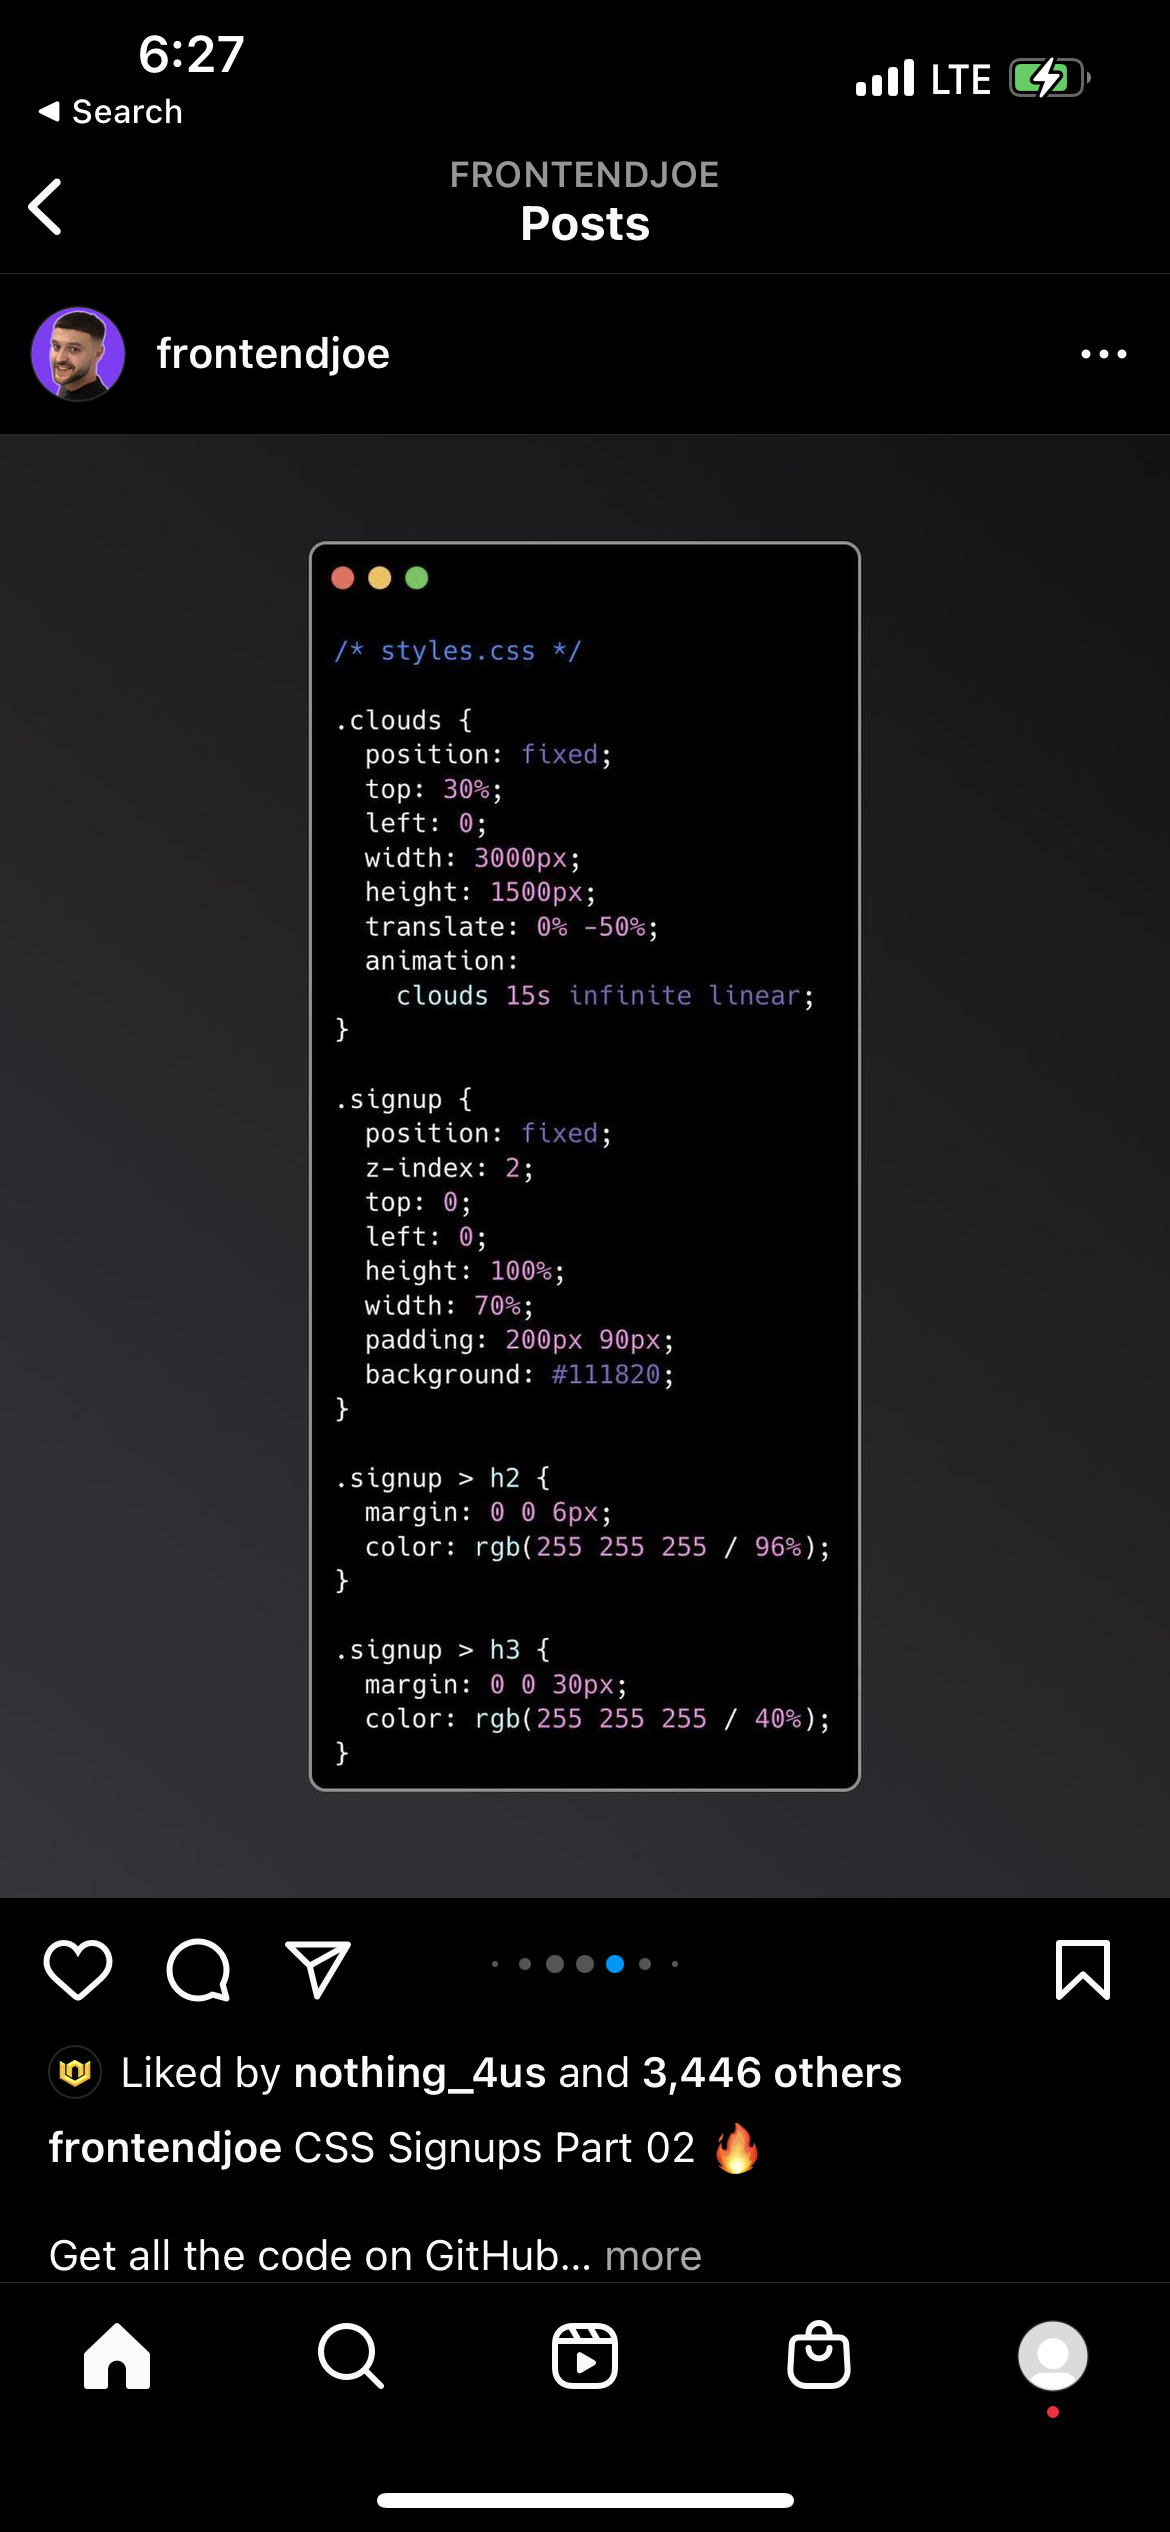 6:27
LTE
◀ Search
FRONTENDJOE
Posts
frontendjoe
/* styles.css */
.clouds {
  position: fixed;
  top: 30%;
  left: 0;
  width: 3000px;
  height: 1500px;
  translate: 0% -50%;
  animation:
    clouds 15s infinite linear;
}
.signup {
  position: fixed;
  z-index: 2;
  top: 0;
  left: 0;
  height: 100%;
  width: 70%;
  padding: 200px 90px;
  background: #111820;
}
.signup > h2 {
  margin: 0 0 6px;
  color: rgb(255 255 255 / 96%);
}
.signup > h3 {
  margin: 0 0 30px;
  color: rgb(255 255 255 / 40%);
}
Liked by nothing_4us and 3,446 others
frontendjoe CSS Signups Part 02 🔥
Get all the code on GitHub... more